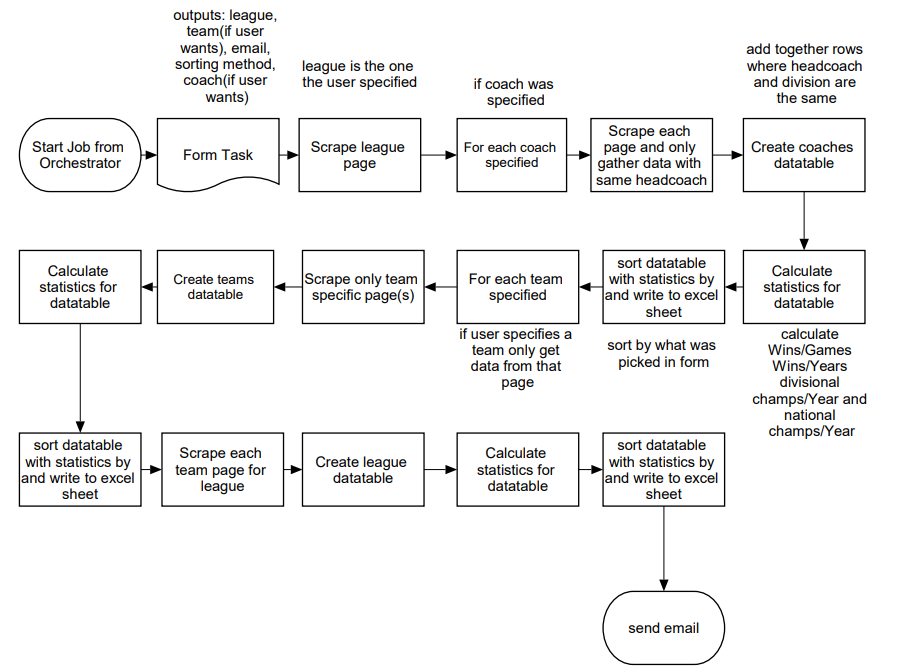 outputs: league,
team(if user
wants), email,
sorting method,
coach(if user
wants)
league is the one
the user specified
if coach was
specified
add together rows
where headcoach
and division are
the same
Start Job from
Orchestrator
Form Task
Scrape league
page
For each coach
specified
Scrape each
page and only
gather data with
same headcoach
Create coaches
datatable
Calculate
statistics for
datatable
calculate
Wins/Games
Wins/Years
divisional
champs/Year and
national
champs/Year
sort datatable
with statistics by
and write to excel
sheet
sort by what was
picked in form
For each team
specified
if user specifies a
team only get
data from that
page
Scrape only team
specific page(s)
Create teams
datatable
Calculate
statistics for
datatable
sort datatable
with statistics by
and write to excel
sheet
Scrape each
team page for
league
Create league
datatable
Calculate
statistics for
datatable
sort datatable
with statistics by
and write to excel
sheet
send email